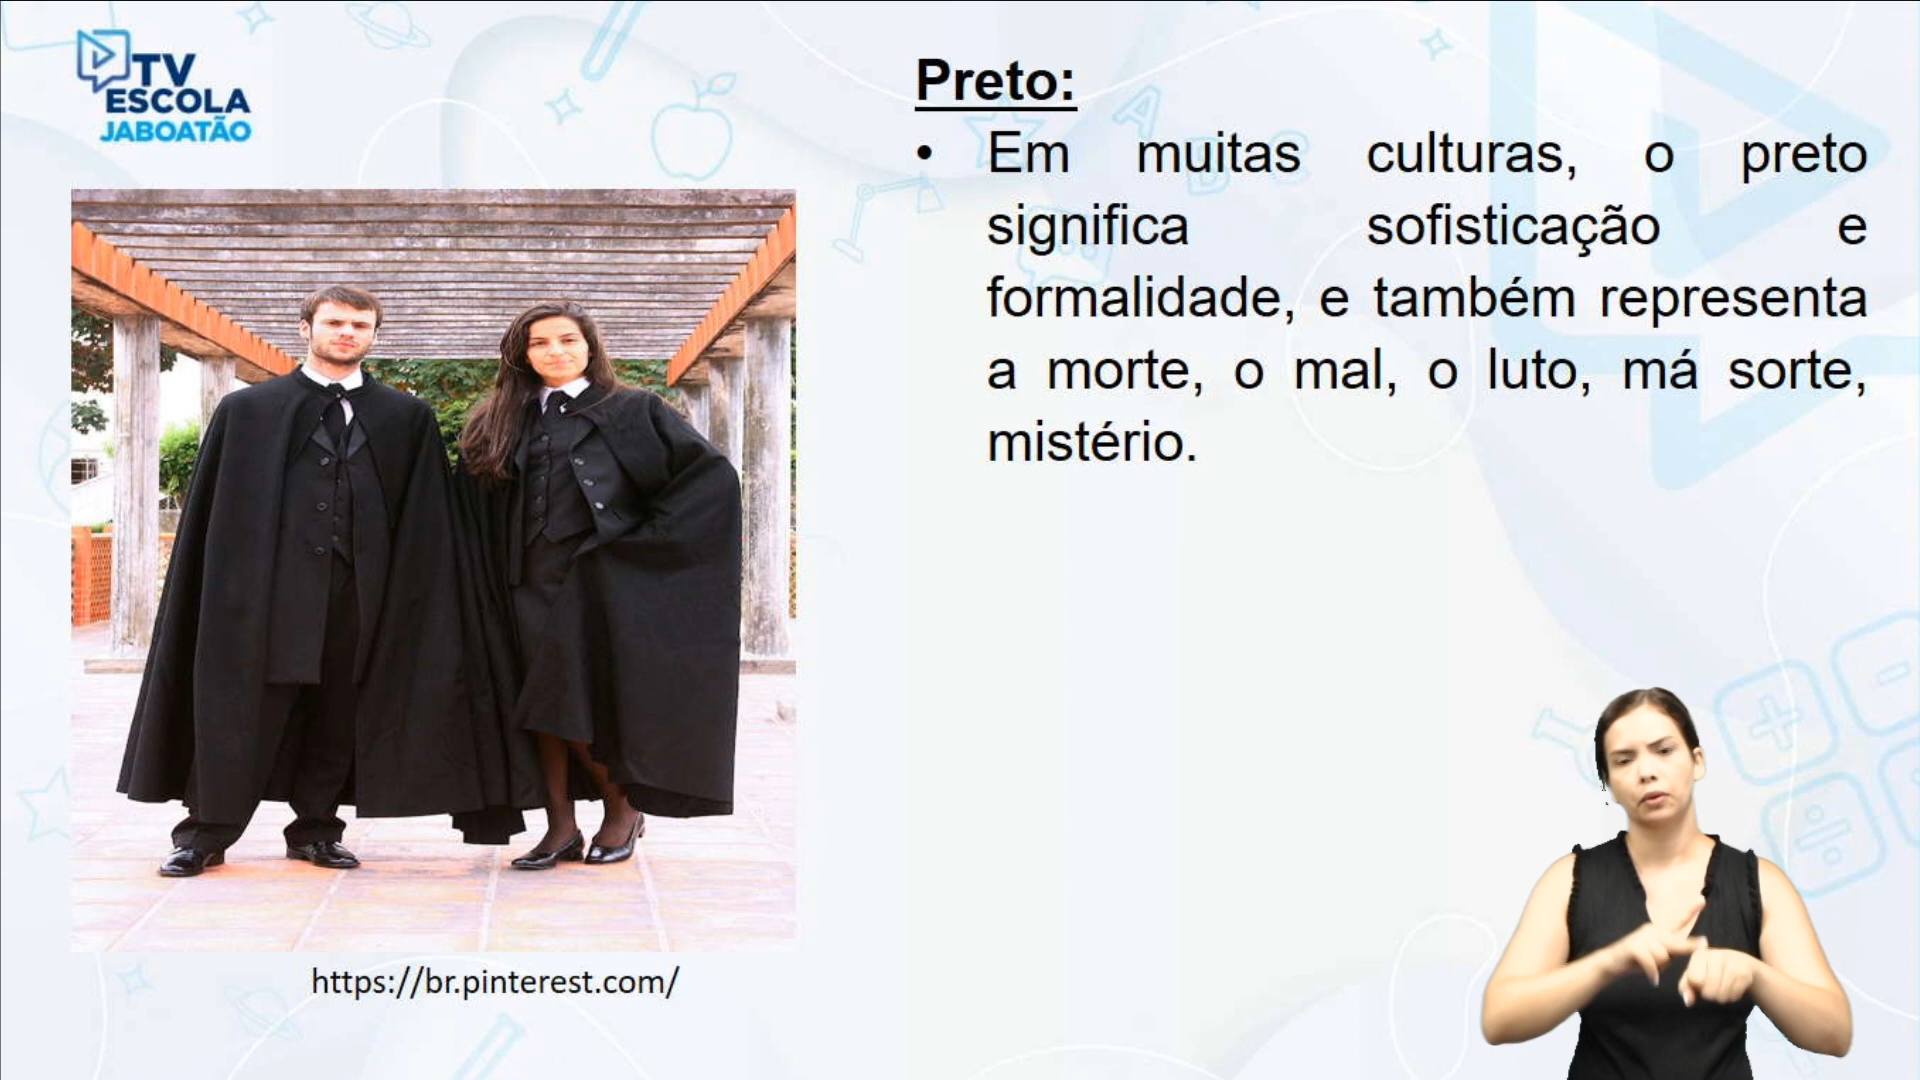 TV
ESCOLA
JABOATÃO
Preto:
• Em muitas culturas, o preto
significa sofisticação e
formalidade, e também representa
a morte, o mal, o luto, má sorte,
mistério.
https://br.pinterest.com/
A
B
C